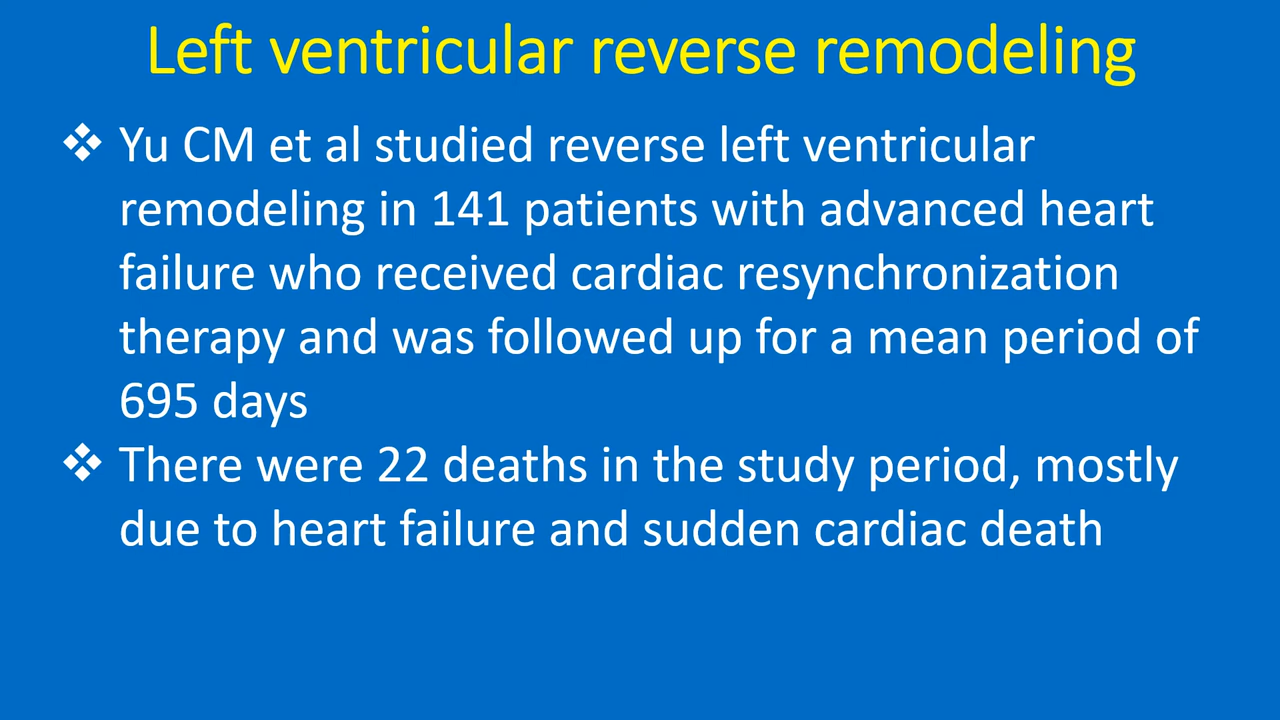 Left ventricular reverse remodeling
❖ Yu CM et al studied reverse left ventricular
remodeling in 141 patients with advanced heart
failure who received cardiac resynchronization
therapy and was followed up for a mean period of
695 days
❖ There were 22 deaths in the study period, mostly
due to heart failure and sudden cardiac death